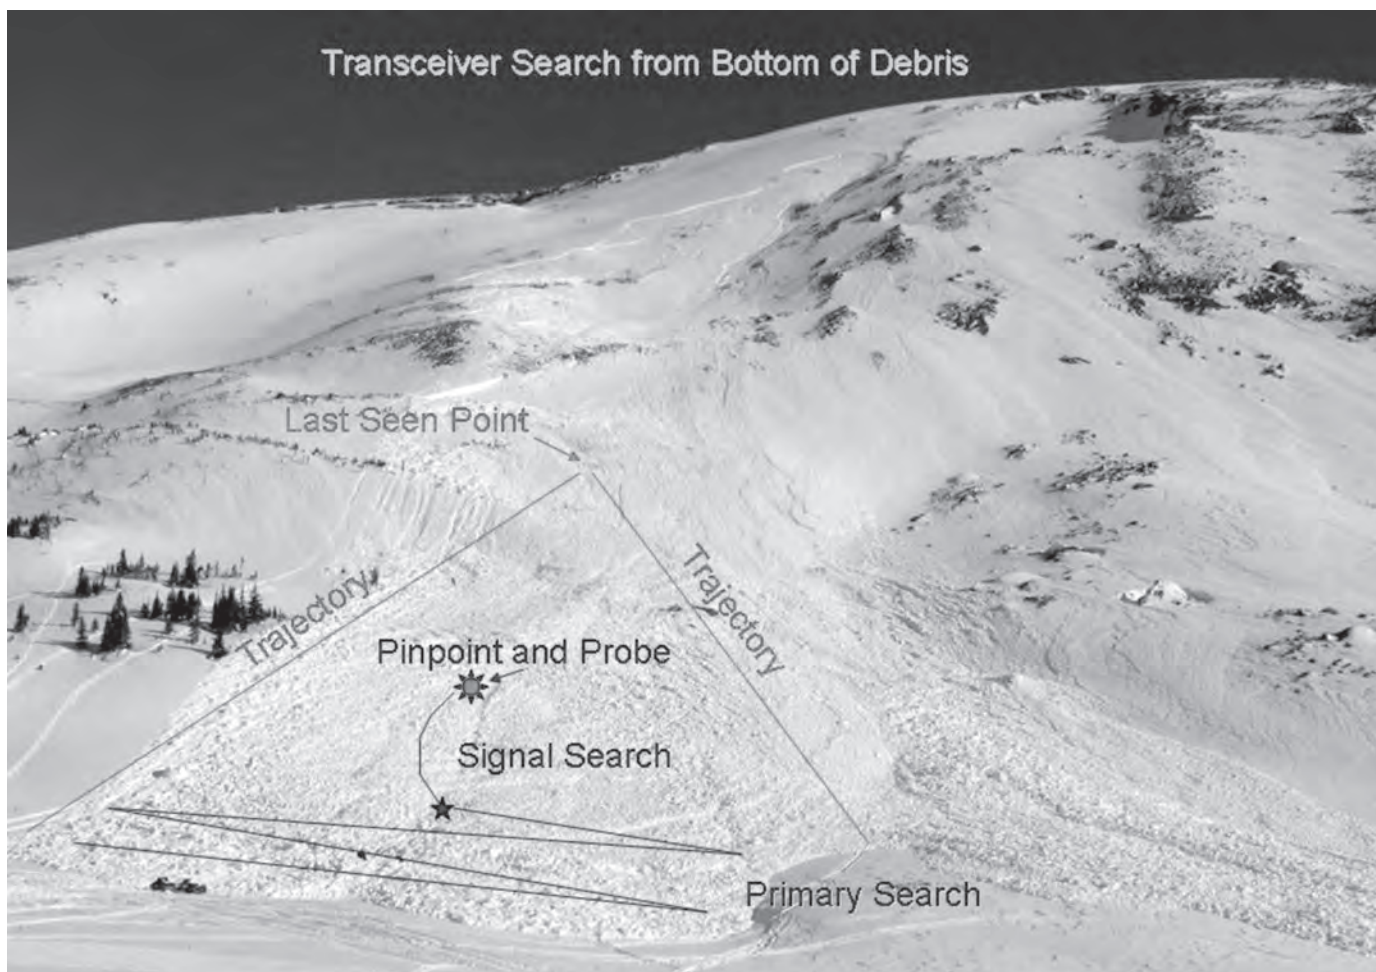 Transceiver Search from Bottom of Debris
Last Seen Point
Trajectory
Trajectory
Pinpoint and Probe
Signal Search
Primary Search